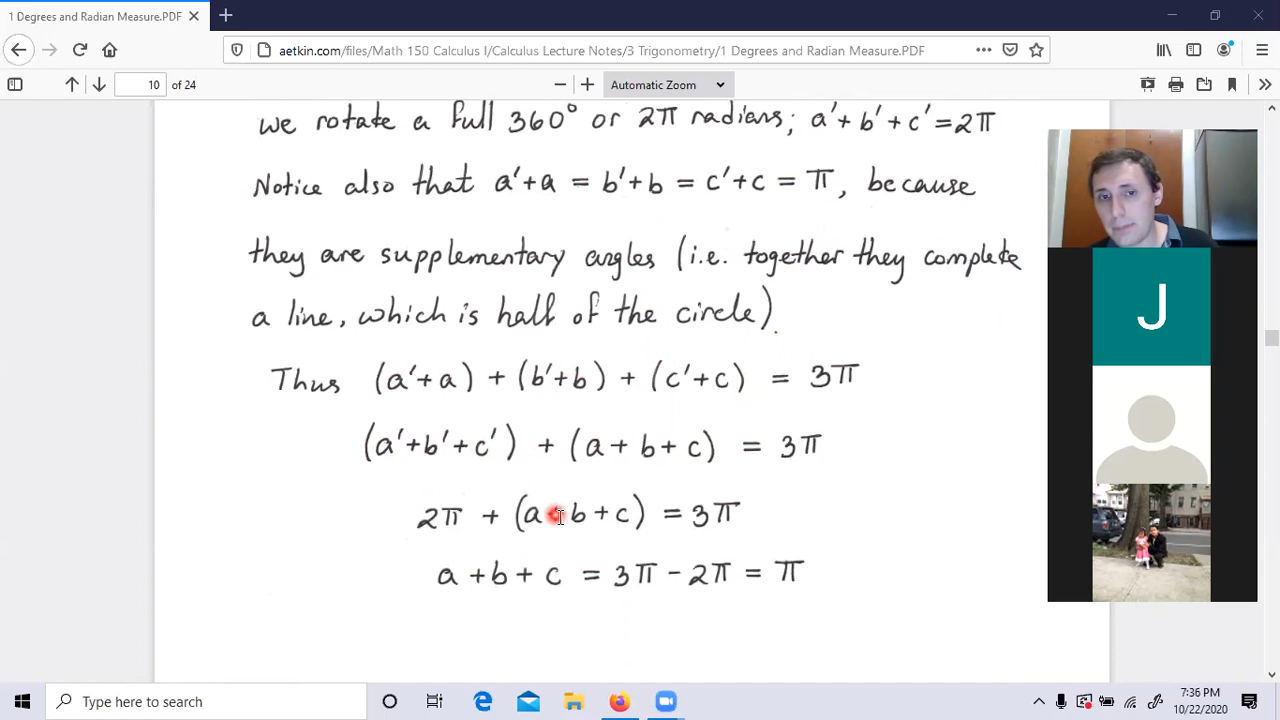 1 Degrees and Radian Measure.PDF
aetkin.com/files/Math 150 Calculus I/Calculus Lecture Notes/3 Trigonometry/1 Degrees and Radian Measure.PDF
10 of 24
Automatic Zoom
we rotate a full 360° or 2π radians; a'+b'+c'=2π
Notice also that a'+a = b'+b = c'+c = π, because
they are supplementary angles (i.e. together they complete
a line, which is half of the circle).
Thus (a'+a) + (b'+b) + (c'+c) = 3π
(a'+b'+c') + (a+b+c) = 3π
2π + (a+b+c) = 3π
a+b+c = 3π-2π = π
J
Type here to search
7:36 PM
10/22/2020